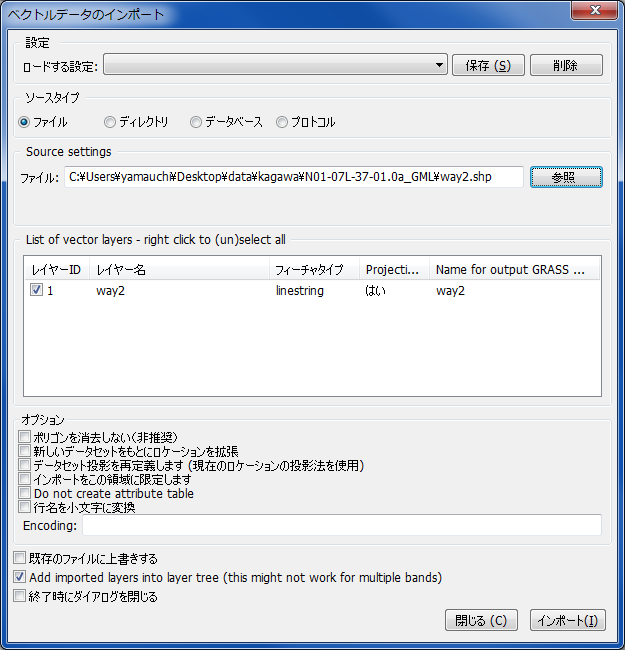 ベクトルデータのインポート
設定
ロードする設定:
保存 (S)
削除
ソースタイプ
ファイル ディレクトリ データベース プロトコル
Source settings
ファイル: C:¥Users¥yamauchi¥Desktop¥data¥kagawa¥N01-07L-37-01.0a_GML¥way2.shp 参照
List of vector layers - right click to (un)select all
レイヤーID レイヤー名 フィーチャタイプ Projecti... Name for output GRASS ...
1 way2 linestring はい way2
オプション
ポリゴンを消去しない(非推奨)
新しいデータセットをもとにロケーションを拡張
データセット投影を再定義します (現在のロケーションの投影法を使用)
インポートをこの領域に限定します
Do not create attribute table
行名を小文字に変換
Encoding:
既存のファイルに上書きする
Add imported layers into layer tree (this might not work for multiple bands)
終了時にダイアログを閉じる
閉じる (C) インポート(I)